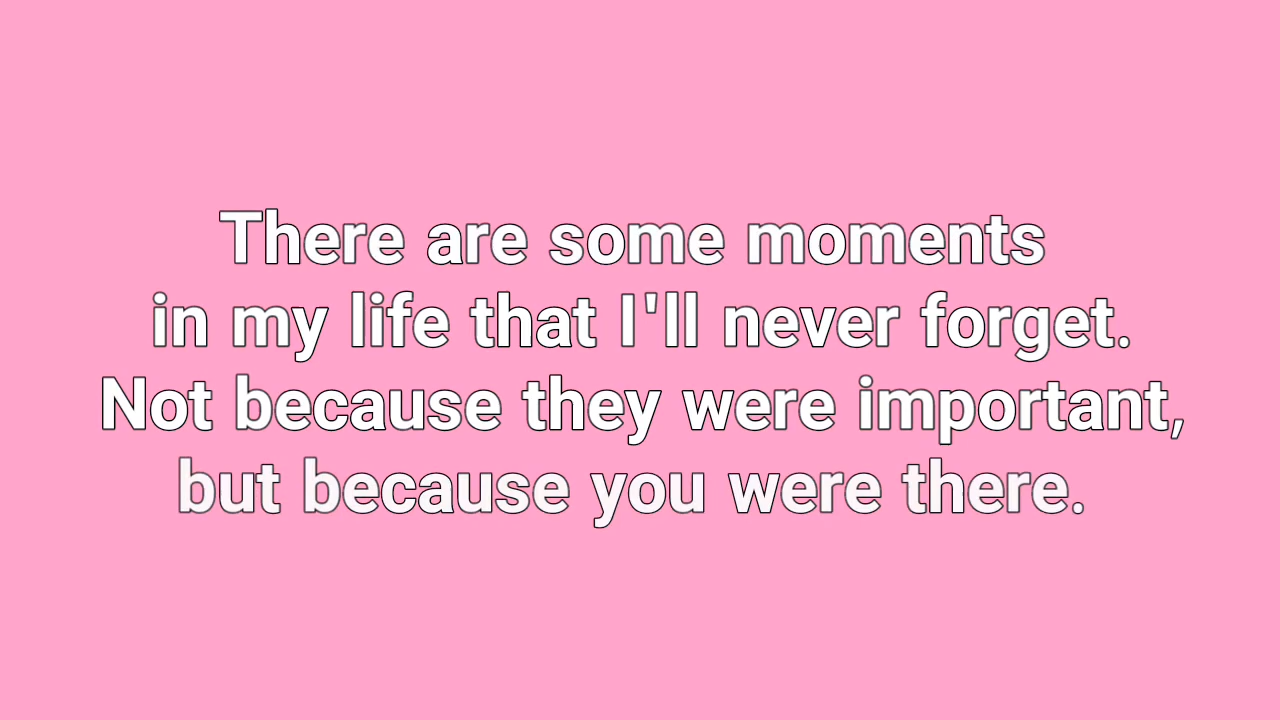 There are some moments
in my life that I'll never forget.
Not because they were important,
but because you were there.